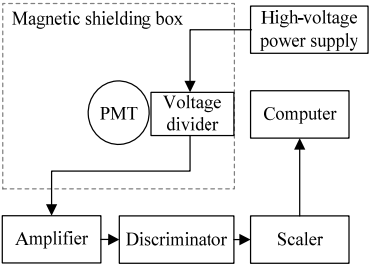 Magnetic shielding box
High-voltage
power supply
PMT
Voltage
divider
Computer
Amplifier
Discriminator
Scaler